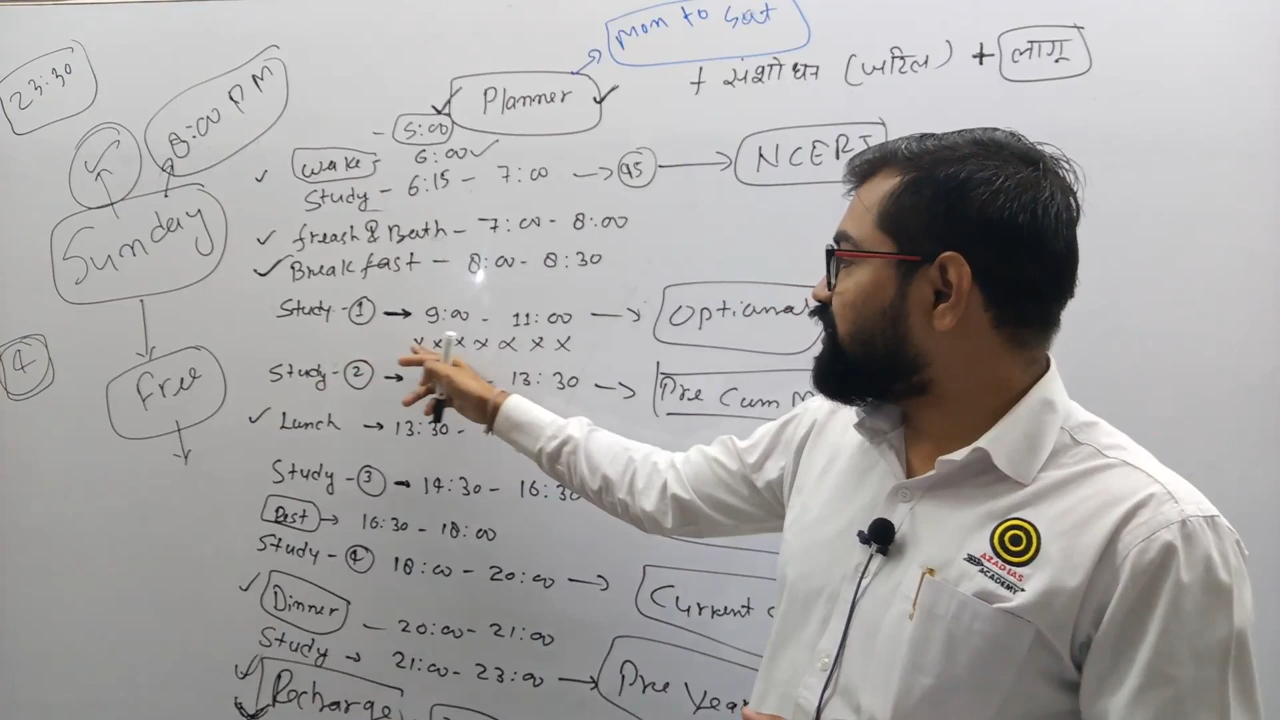 Mon to Sat
23:30
8:00 PM
Planner
+ संशोधन (जटिल) + लागू
- 5:00
Wake
6:00
Study - 6:15 - 7:00 → 45 → NCERT
Sunday
freash & Bath - 7:00 - 8:00
Breakfast - 8:00 - 8:30
Study - 1 → 9:00 - 11:00 → Optional
x x x x x x x
4
Free
Study - 2 → - 13:30 → Pre Cum M
Lunch → 13:30 -
Study - 3 → 14:30 - 16:30
Rest → 16:30 - 18:00
Study - 4 18:00 - 20:00 → Current
Dinner - 20:00 - 21:00
Study → 21:00 - 23:00 → Pre Year
Recharge
AZAD IAS
ACADEMY